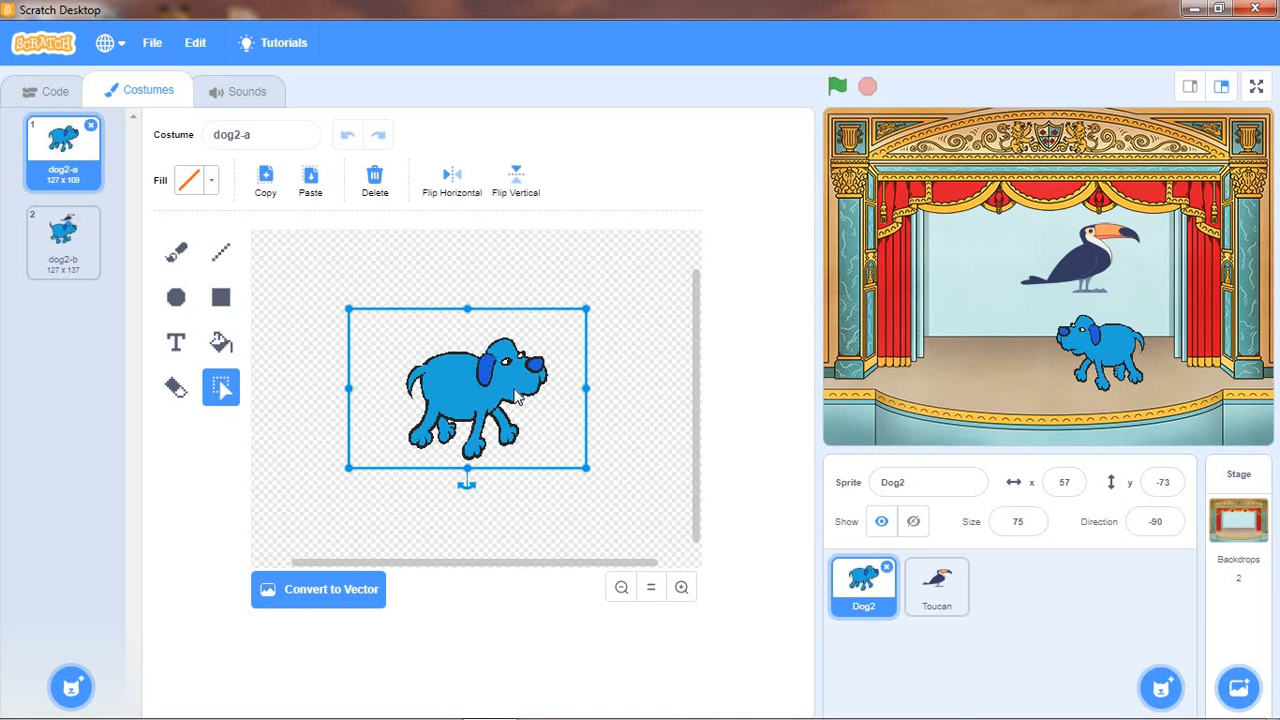 Scratch Desktop
SCRATCH File Edit Tutorials
Code Costumes Sounds
1
dog2-a
127 x 109
2
dog2-b
127 x 137
Costume dog2-a
Fill Copy Paste Delete Flip Horizontal Flip Vertical
T
Convert to Vector
Sprite Dog2 x 57 y -73
Show Size 75 Direction -90
Dog2
Toucan
Stage
Backdrops
2